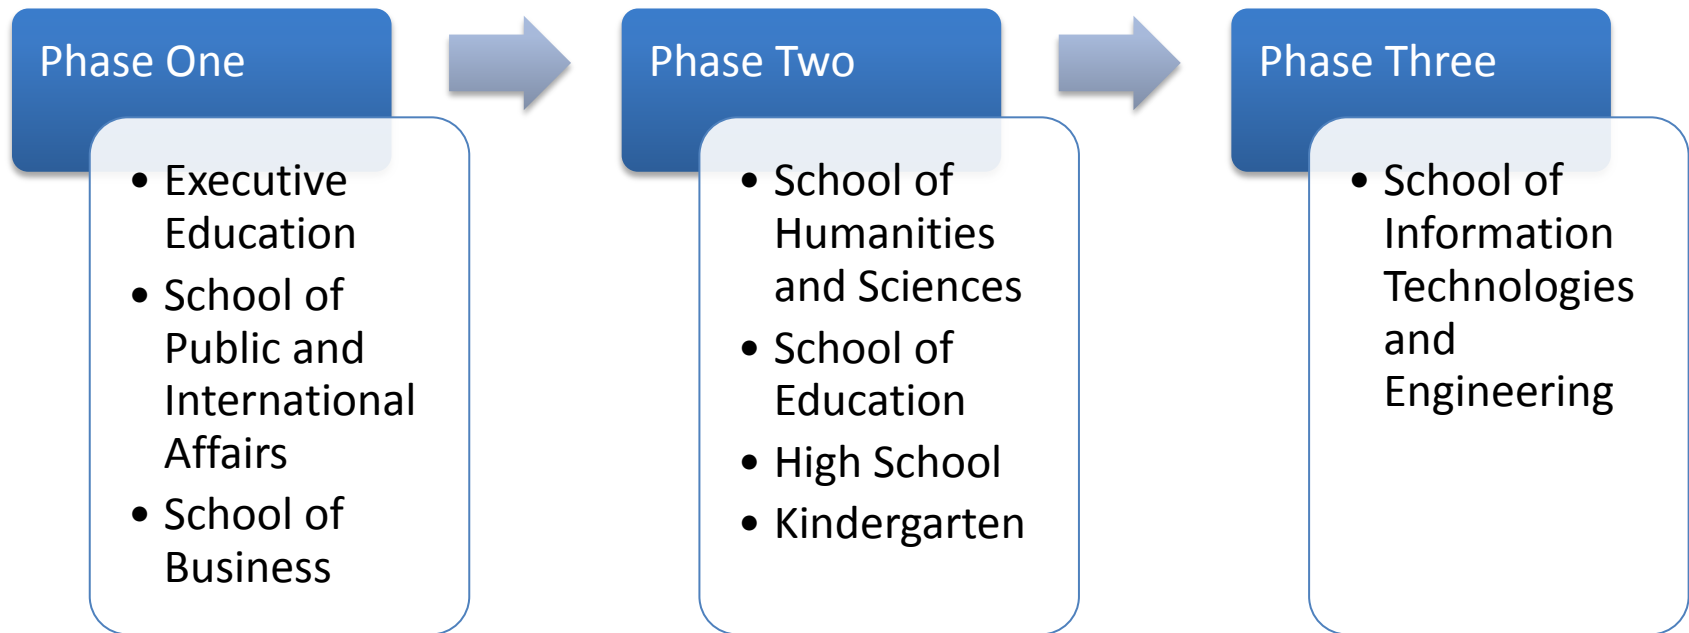 Phase One
• Executive
Education
• School of
Public and
International
Affairs
• School of
Business
Phase Two
• School of
Humanities
and Sciences
• School of
Education
• High School
• Kindergarten
Phase Three
• School of
Information
Technologies
and
Engineering